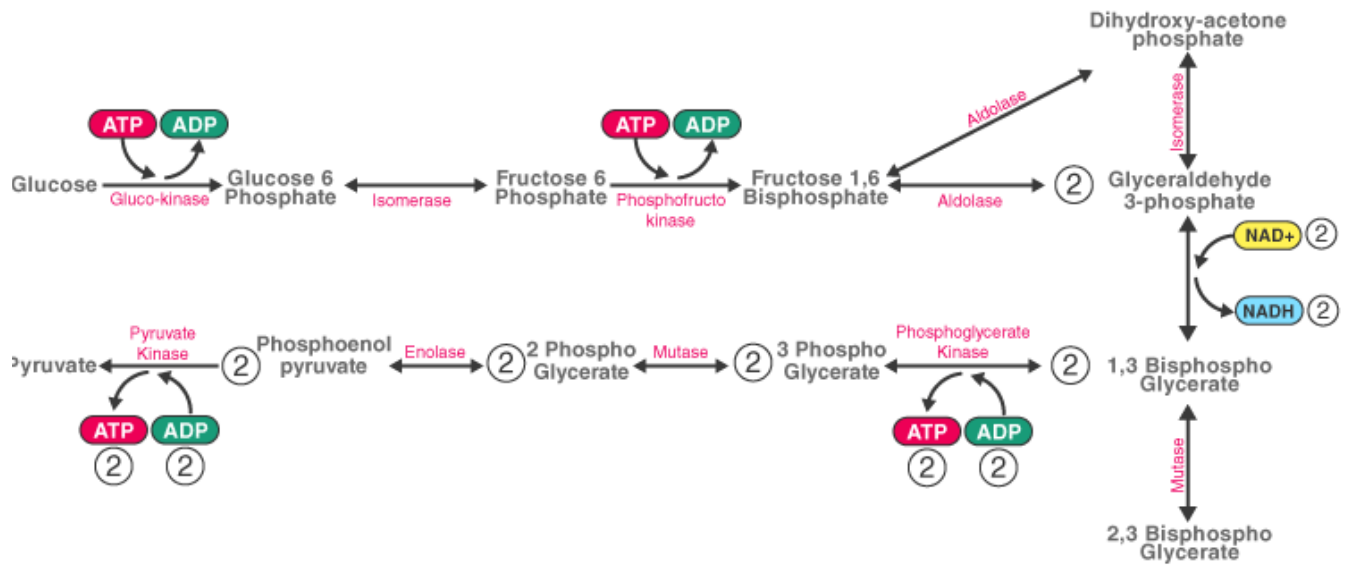 Dihydroxy-acetone
phosphate
Aldolase
Isomerase
ATP ADP
ATP ADP
Glucose
Gluco-kinase
Glucose 6
Phosphate
Isomerase
Fructose 6
Phosphate
Phosphofructo
kinase
Fructose 1,6
Bisphosphate
Aldolase
2
Glyceraldehyde
3-phosphate
NAD+ 2
NADH 2
Pyruvate
Pyruvate
Kinase
2
Phosphoenol
pyruvate
Enolase
2
2 Phospho
Glycerate
Mutase
2
3 Phospho
Glycerate
Phosphoglycerate
Kinase
2
1,3 Bisphospho
Glycerate
ATP ADP
2 2
ATP ADP
2 2
Mutase
2,3 Bisphospho
Glycerate